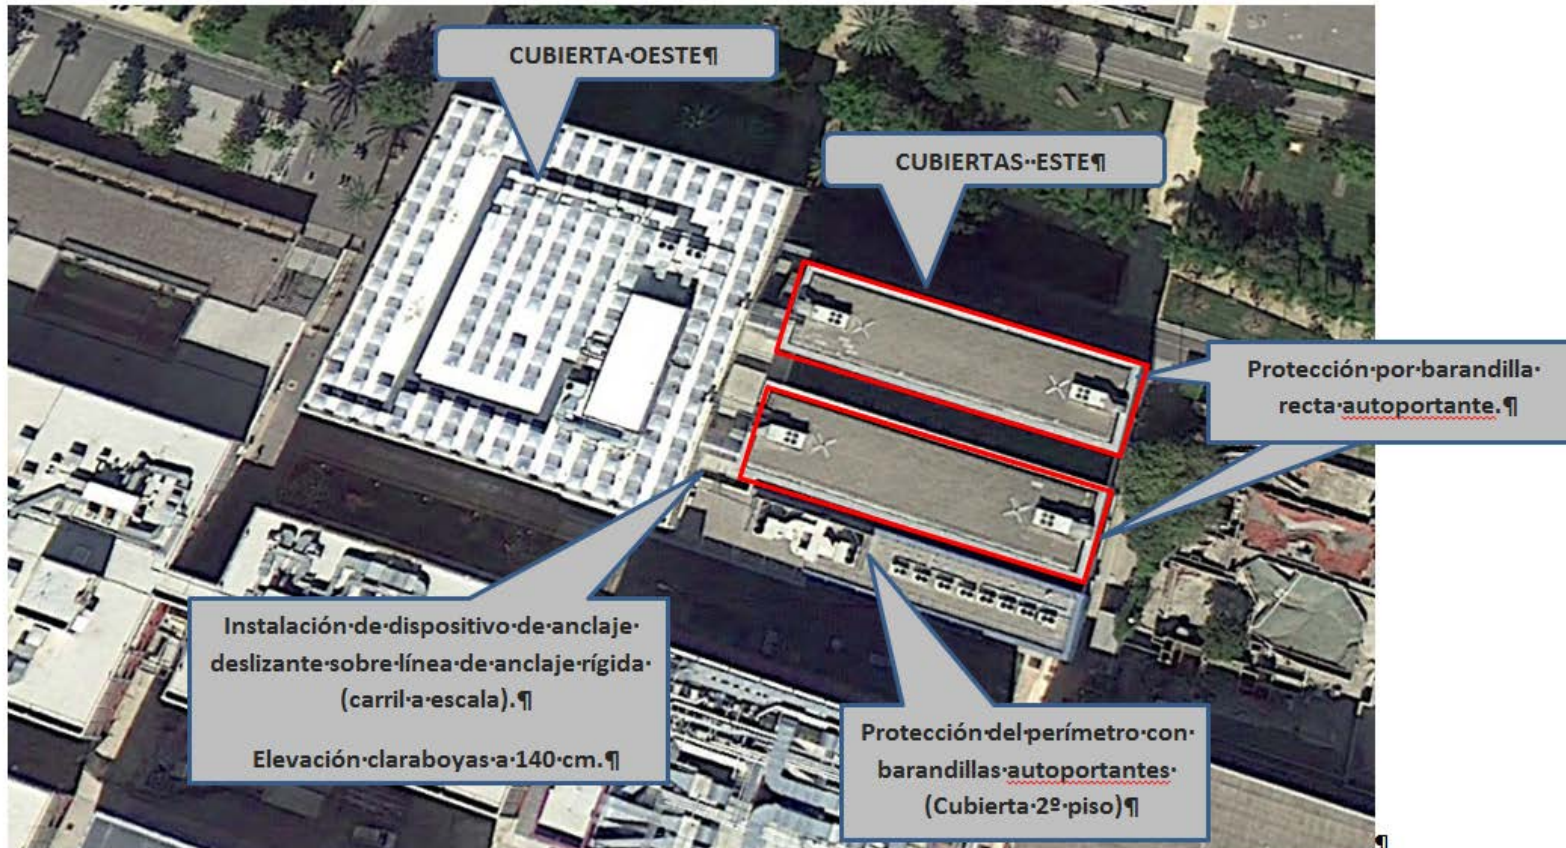 CUBIERTA·OESTE¶
CUBIERTAS··ESTE¶
Protección·por·barandilla·
recta·autoportante.¶
Instalación·de·dispositivo·de·anclaje·
deslizante·sobre·línea·de·anclaje·rígida·
(carril·a·escala).¶
Elevación·claraboyas·a·140·cm.¶
Protección·del·perímetro·con·
barandillas·autoportantes·
(Cubierta·2º·piso)¶
¶